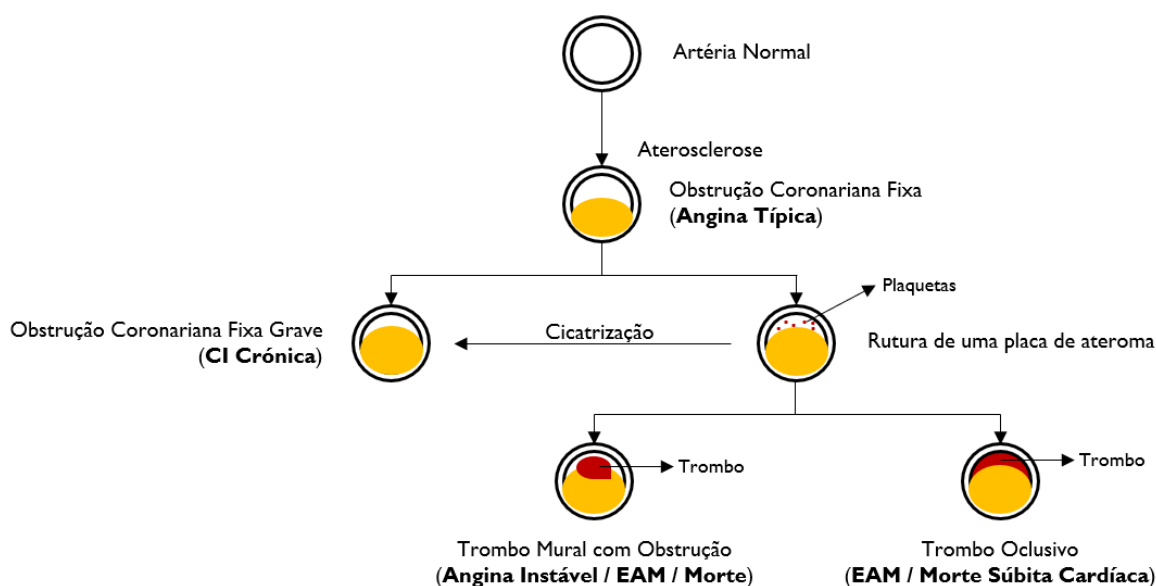 Artéria Normal
Aterosclerose
Obstrução Coronariana Fixa
(Angina Típica)
Plaquetas
Obstrução Coronariana Fixa Grave
(CI Crónica)
Cicatrização
Rutura de uma placa de ateroma
Trombo
Trombo
Trombo Mural com Obstrução
(Angina Instável / EAM / Morte)
Trombo Oclusivo
(EAM / Morte Súbita Cardíaca)